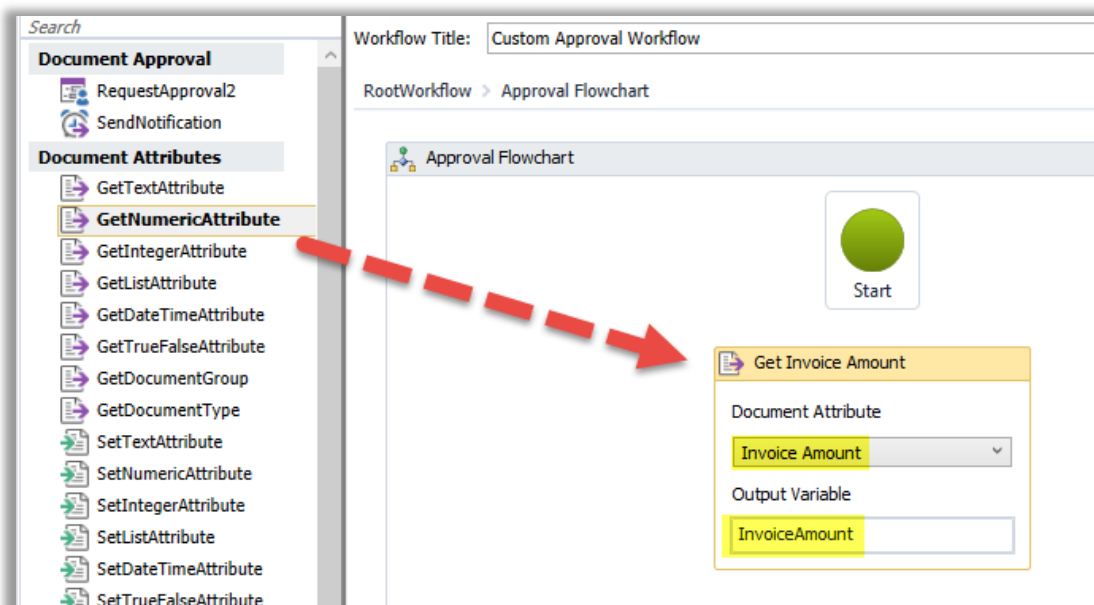 Search
Document Approval
RequestApproval2
SendNotification
Document Attributes
GetTextAttribute
GetNumericAttribute
GetIntegerAttribute
GetListAttribute
GetDateTimeAttribute
GetTrueFalseAttribute
GetDocumentGroup
GetDocumentType
SetTextAttribute
SetNumericAttribute
SetIntegerAttribute
SetListAttribute
SetDateTimeAttribute
SetTrueFalseAttribute
Workflow Title: Custom Approval Workflow
RootWorkflow > Approval Flowchart
Approval Flowchart
Start
Get Invoice Amount
Document Attribute
Invoice Amount
Output Variable
InvoiceAmount